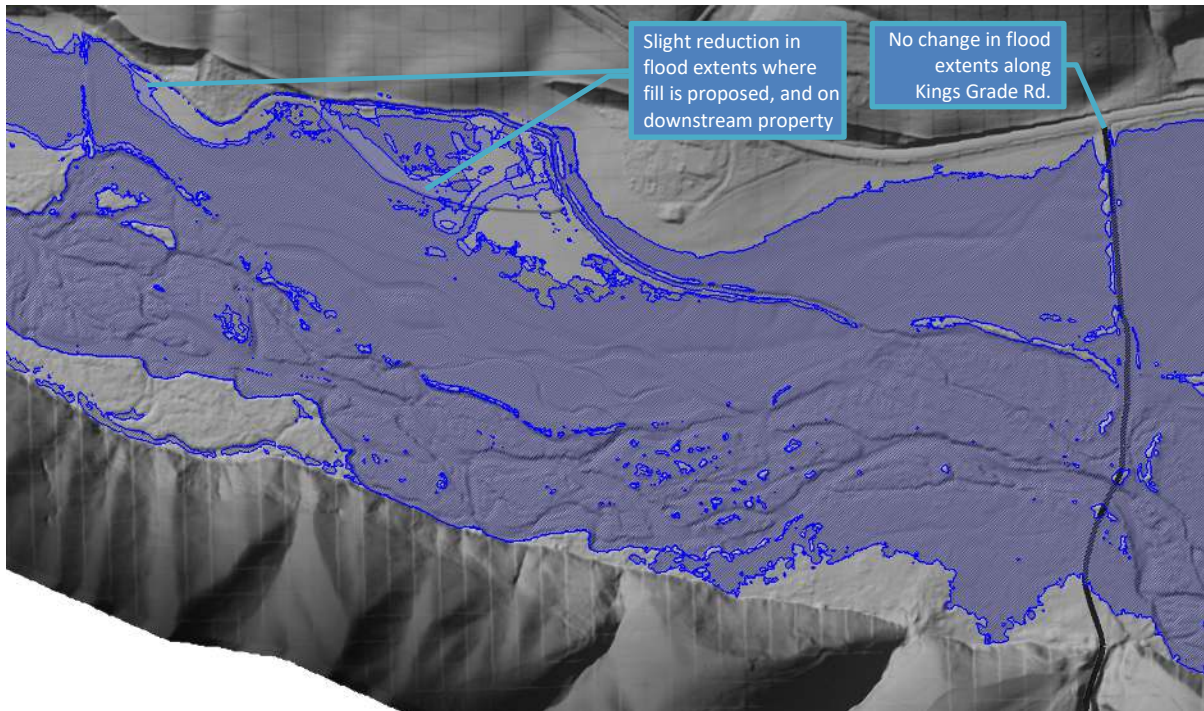 Slight reduction in
flood extents where
fill is proposed, and on
downstream property
No change in flood
extents along
Kings Grade Rd.